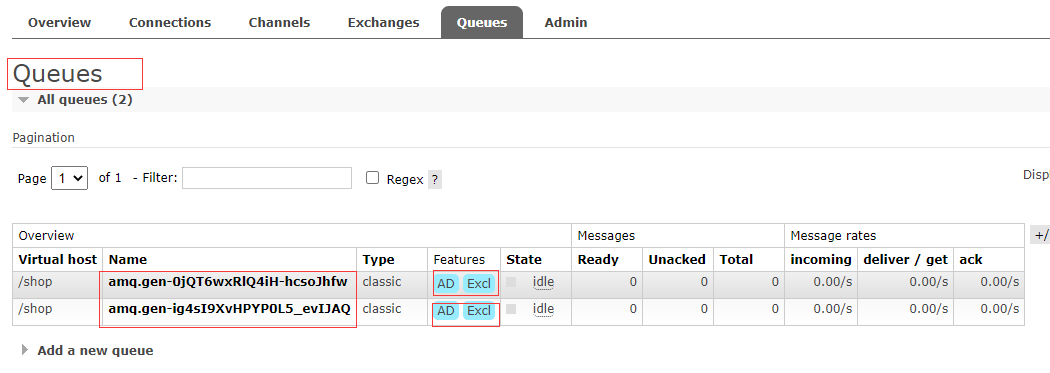 Overview Connections Channels Exchanges Queues Admin
Queues
All queues (2)
Pagination
Page 1 of 1 - Filter: Regex ?
Disp
Overview Messages Message rates +/
Virtual host Name Type Features State Ready Unacked Total incoming deliver / get ack
/shop amq.gen-0jQT6wxRlQ4iH-hcsoJhfw classic AD Excl idle 0 0 0 0.00/s 0.00/s 0.00/s
/shop amq.gen-ig4sI9XvHPYP0L5_evIJAQ classic AD Excl idle 0 0 0 0.00/s 0.00/s 0.00/s
Add a new queue